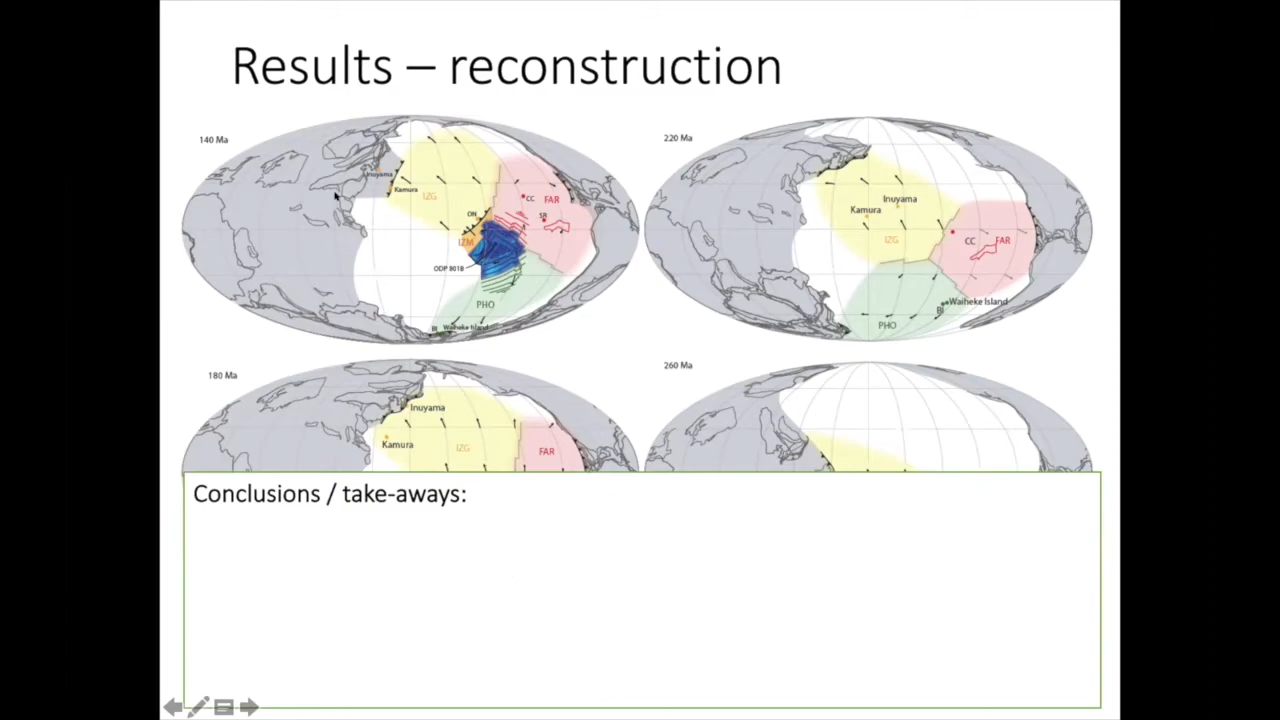 Results – reconstruction
140 Ma
Inuyama
Kamura
IZG
CC
FAR
ON
SR
IZM
ODP 801B
PHO
BI
Waiheke Island
220 Ma
Inuyama
Kamura
IZG
CC
FAR
Waiheke Island
BI
PHO
180 Ma
Inuyama
Kamura
IZG
FAR
260 Ma
Conclusions / take-aways: